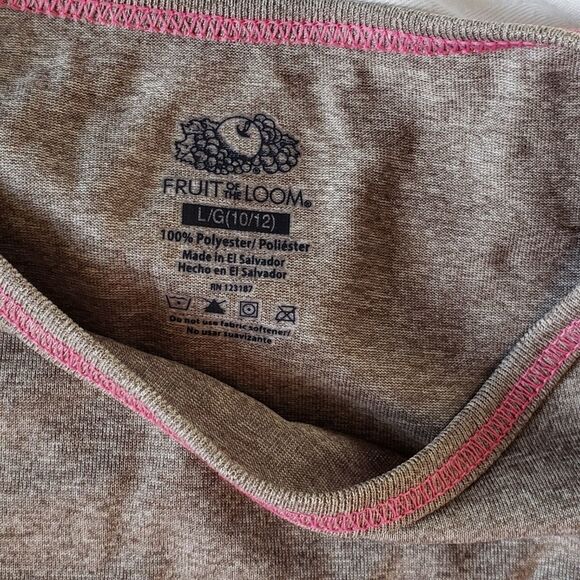 FRUIT OF THE LOOM®
L/G(10/12)
100% Polyester/ Poliéster
Made in El Salvador
Hecho en El Salvador
RN 123187
Do not use fabric softener/
No usar suavizante